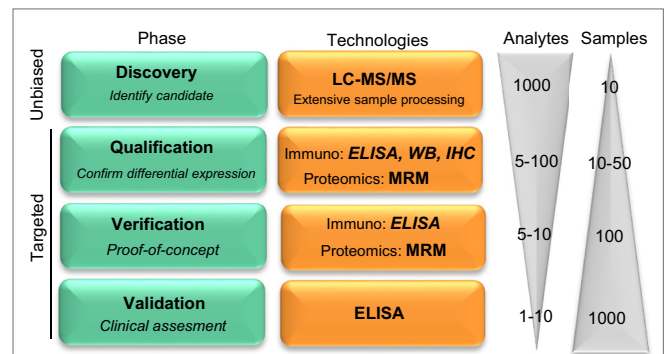 Phase Technologies Analytes Samples
Unbiased
Discovery
Identify candidate
LC-MS/MS
Extensive sample processing
1000
10
Targeted
Qualification
Confirm differential expression
Immuno: ELISA, WB, IHC
Proteomics: MRM
5-100
10-50
Verification
Proof-of-concept
Immuno: ELISA
Proteomics: MRM
5-10
100
Validation
Clinical assesment
ELISA
1-10
1000